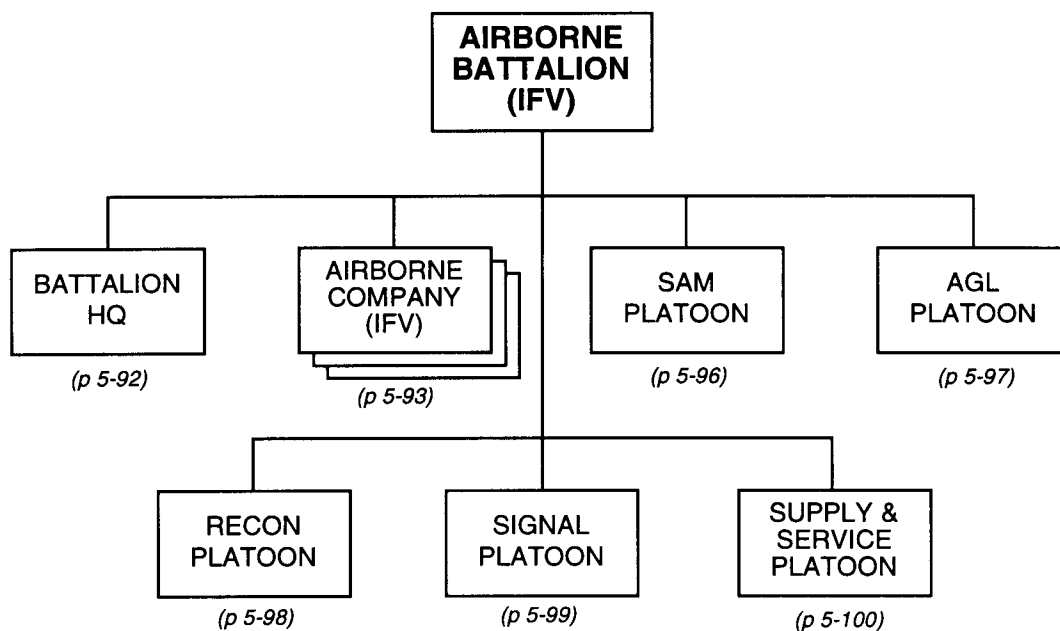 AIRBORNE
BATTALION
(IFV)
BATTALION
HQ
(p 5-92)
AIRBORNE
COMPANY
(IFV)
(p 5-93)
SAM
PLATOON
(p 5-96)
AGL
PLATOON
(p 5-97)
RECON
PLATOON
(p 5-98)
SIGNAL
PLATOON
(p 5-99)
SUPPLY &
SERVICE
PLATOON
(p 5-100)